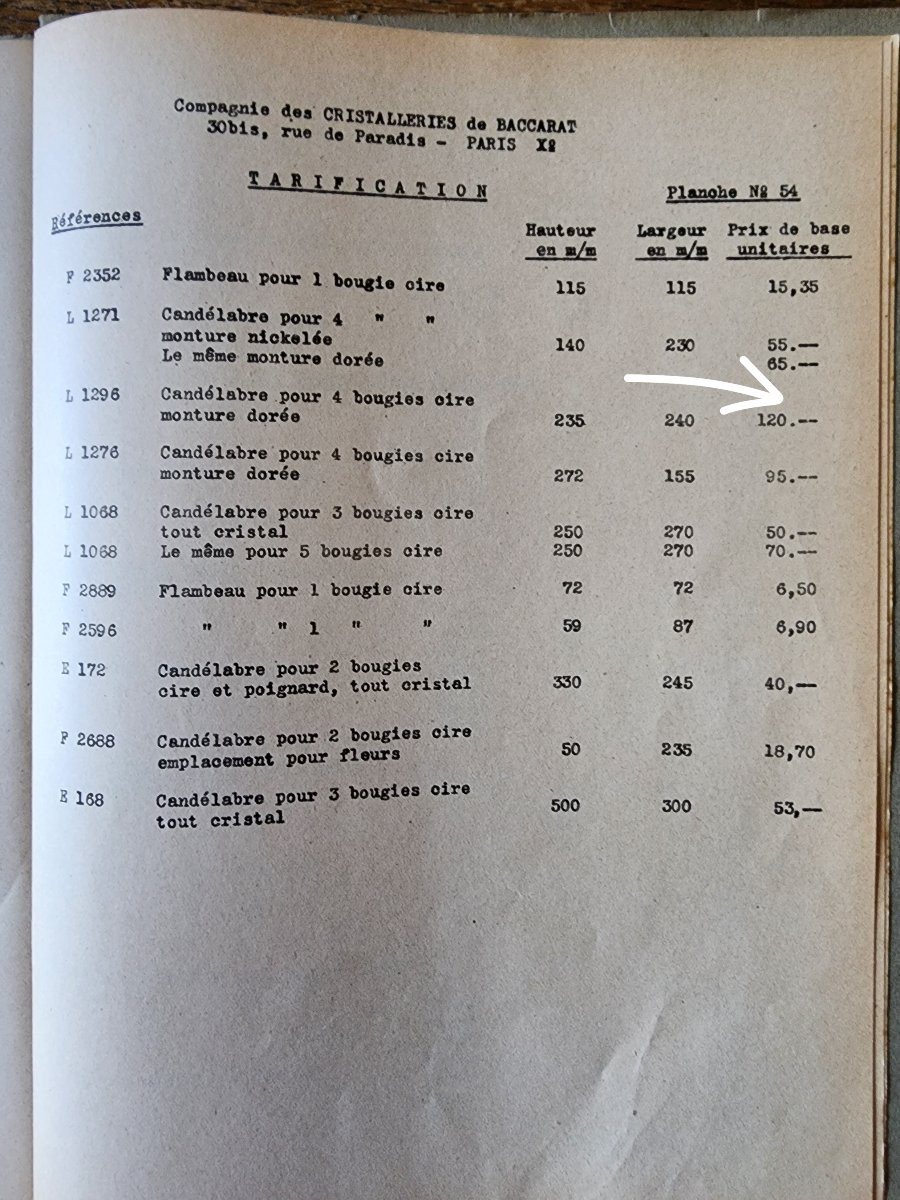 Compagnie des CRISTALLERIES de BACCARAT
30bis, rue de Paradis - PARIS Xº
TARIFICATION
Planche Nº 54
Références
Hauteur en m/m Largeur en m/m Prix de base unitaires
F 2352 Flambeau pour 1 bougie cire 115 115 15,35
L 1271 Candélabre pour 4 " "
monture nickelée 140 230 55.--
Le même monture dorée 65.--
L 1296 Candélabre pour 4 bougies cire
monture dorée 235 240 120.--
L 1276 Candélabre pour 4 bougies cire
monture dorée 272 155 95.--
L 1068 Candélabre pour 3 bougies cire
tout cristal 250 270 50.--
L 1068 Le même pour 5 bougies cire 250 270 70.--
F 2889 Flambeau pour 1 bougie cire 72 72 6,50
F 2596 " " 1 " " 59 87 6,90
E 172 Candélabre pour 2 bougies
cire et poignard, tout cristal 330 245 40,--
F 2688 Candélabre pour 2 bougies cire
emplacement pour fleurs 50 235 18,70
E 168 Candélabre pour 3 bougies cire
tout cristal 500 300 53,--